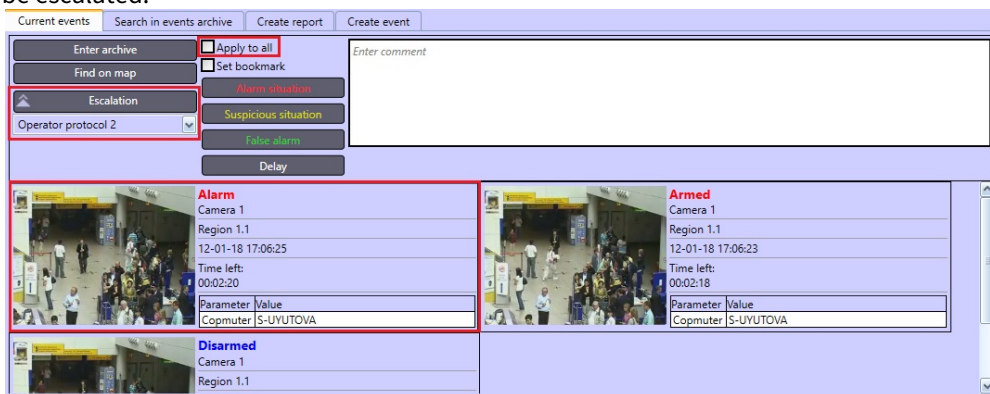 be escalated.
Current events
Search in events archive
Create report
Create event
Enter archive
Find on map
Escalation
Operator protocol 2
Apply to all
Set bookmark
Alarm situation
Suspicious situation
False alarm
Delay
Enter comment
Alarm
Camera 1
Region 1.1
12-01-18 17:06:25
Time left:
00:02:20
Parameter Value
Copmuter S-UYUTOVA
Armed
Camera 1
Region 1.1
12-01-18 17:06:23
Time left:
00:02:18
Parameter Value
Copmuter S-UYUTOVA
Disarmed
Camera 1
Region 1.1